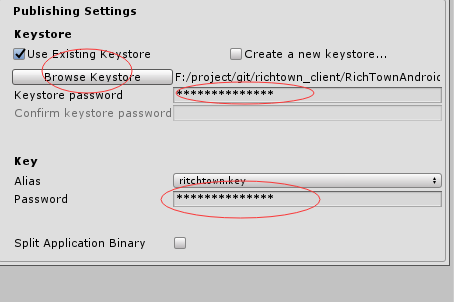 Publishing Settings
Keystore
Use Existing Keystore Create a new keystore...
Browse Keystore F:/project/git/richtown_client/RichTownAndroid
Keystore password **************
Confirm keystore password
Key
Alias ritchtown.key
Password **************
Split Application Binary